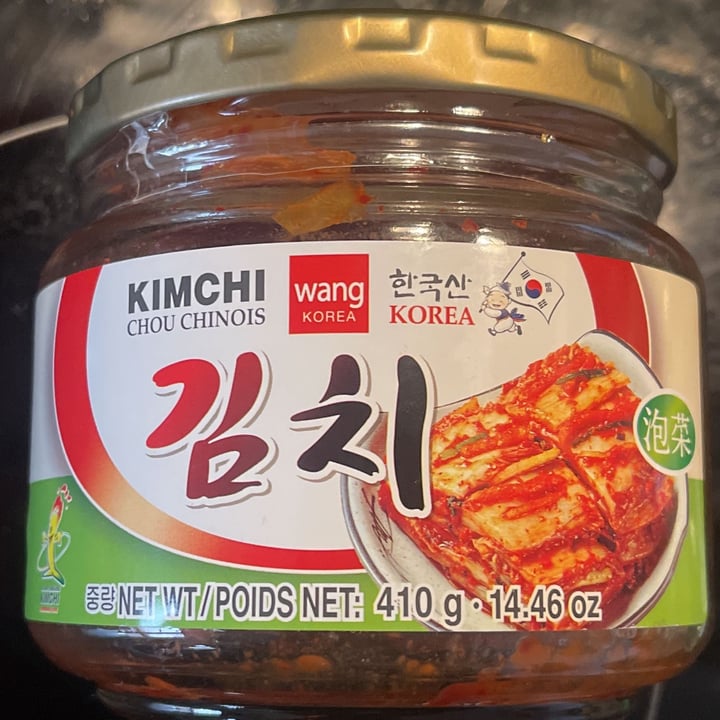 KIMCHI
CHOU CHINOIS
wang
KOREA
한국산
KOREA
김치
泡菜
KIMCHI
중량 NET WT/POIDS NET: 410 g · 14.46 oz